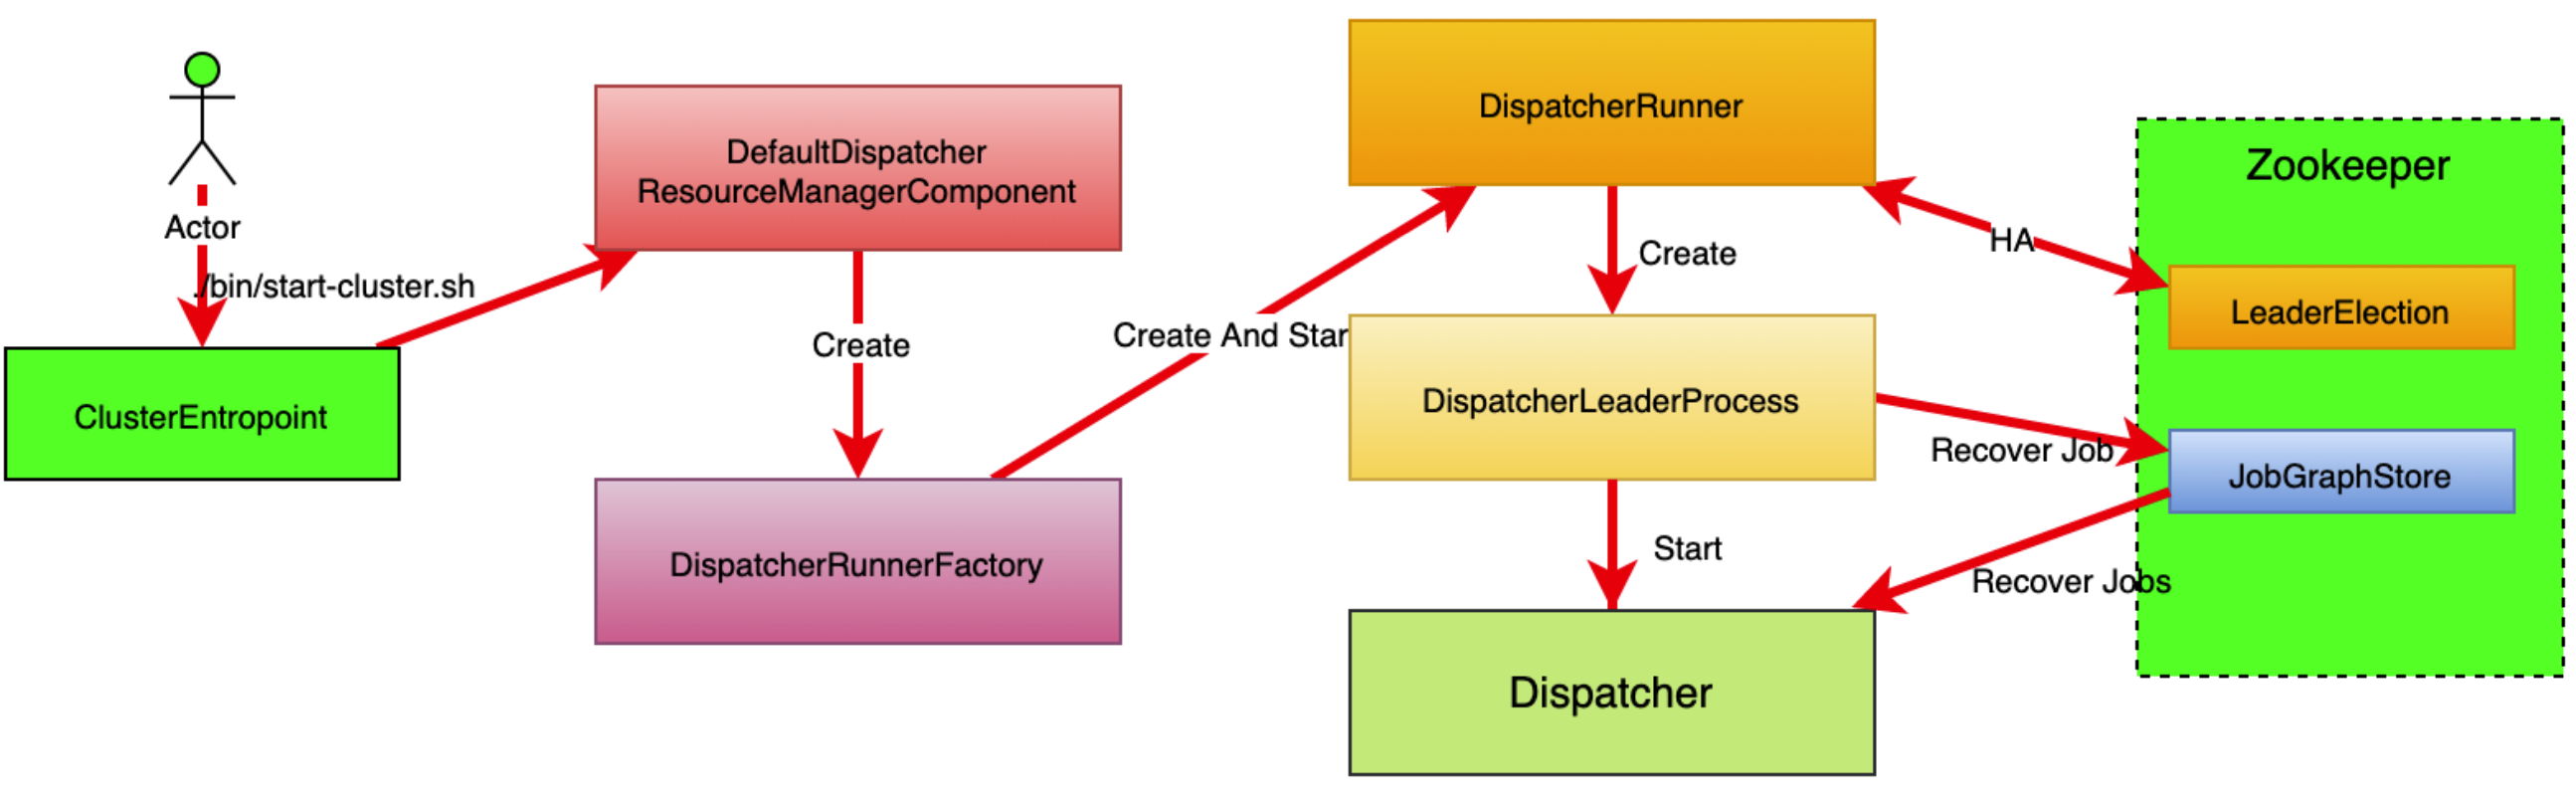 Actor
./bin/start-cluster.sh
ClusterEntropoint
DefaultDispatcher
ResourceManagerComponent
Create
DispatcherRunnerFactory
Create And Star
DispatcherRunner
Create
DispatcherLeaderProcess
Start
Dispatcher
HA
Recover Job
Recover Jobs
Zookeeper
LeaderElection
JobGraphStore